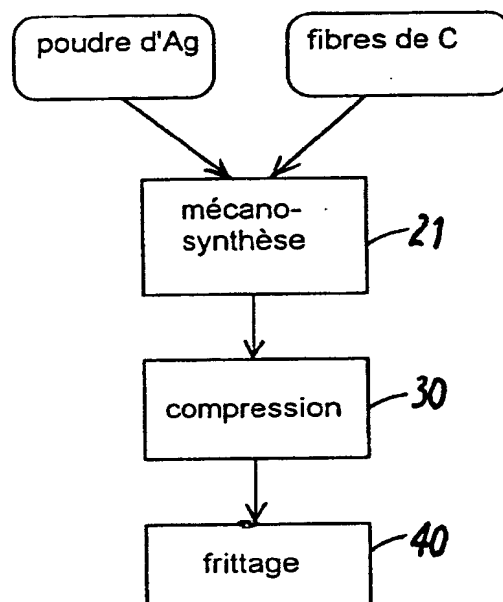 poudre d'Ag
fibres de C
mécano-
synthèse
21
compression
30
frittage
40